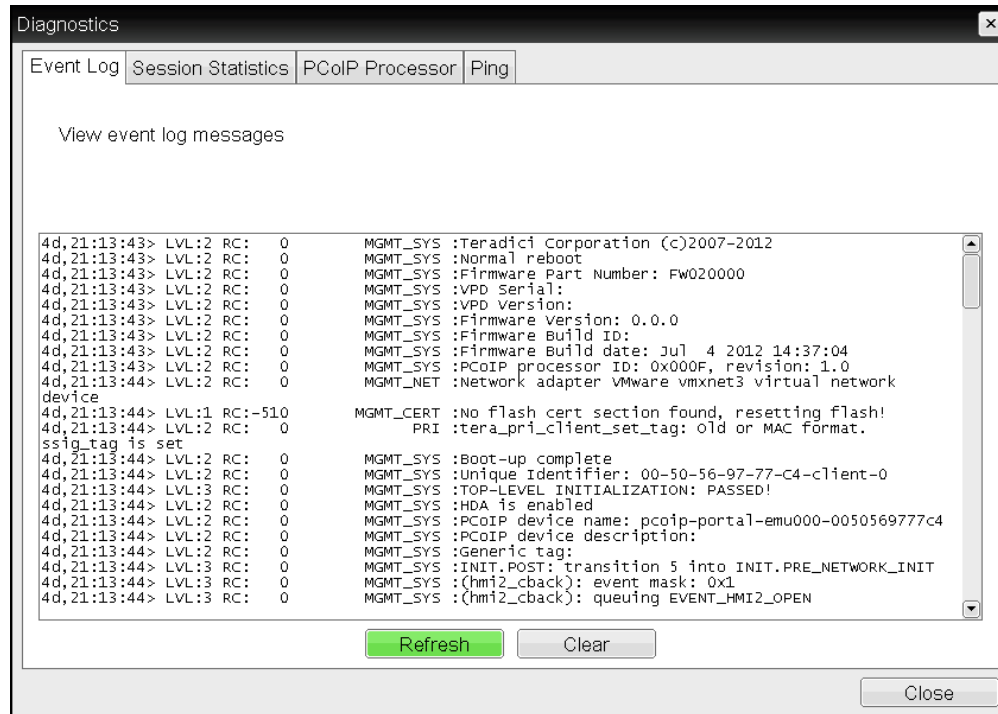 Diagnostics
Event Log Session Statistics PCoIP Processor Ping
View event log messages
4d,21:13:43> LVL:2 RC: 0 MGMT_SYS :Teradici Corporation (c)2007-2012
4d,21:13:43> LVL:2 RC: 0 MGMT_SYS :Normal reboot
4d,21:13:43> LVL:2 RC: 0 MGMT_SYS :Firmware Part Number: FW020000
4d,21:13:43> LVL:2 RC: 0 MGMT_SYS :VPD Serial:
4d,21:13:43> LVL:2 RC: 0 MGMT_SYS :VPD Version:
4d,21:13:43> LVL:2 RC: 0 MGMT_SYS :Firmware Version: 0.0.0
4d,21:13:43> LVL:2 RC: 0 MGMT_SYS :Firmware Build ID:
4d,21:13:43> LVL:2 RC: 0 MGMT_SYS :Firmware Build date: Jul 4 2012 14:37:04
4d,21:13:43> LVL:2 RC: 0 MGMT_SYS :PCoIP processor ID: 0x000F, revision: 1.0
4d,21:13:44> LVL:2 RC: 0 MGMT_NET :Network adapter VMware vmxnet3 virtual network
device
4d,21:13:44> LVL:1 RC:-510 MGMT_CERT :No flash cert section found, resetting flash!
4d,21:13:44> LVL:2 RC: 0 PRI :tera_pri_client_set_tag: Old or MAC format.
ssig_tag is set
4d,21:13:44> LVL:2 RC: 0 MGMT_SYS :Boot-up complete
4d,21:13:44> LVL:2 RC: 0 MGMT_SYS :Unique Identifier: 00-50-56-97-77-C4-client-0
4d,21:13:44> LVL:3 RC: 0 MGMT_SYS :TOP-LEVEL INITIALIZATION: PASSED!
4d,21:13:44> LVL:2 RC: 0 MGMT_SYS :HDA is enabled
4d,21:13:44> LVL:2 RC: 0 MGMT_SYS :PCoIP device name: pcoip-portal-emu000-0050569777c4
4d,21:13:44> LVL:2 RC: 0 MGMT_SYS :PCoIP device description:
4d,21:13:44> LVL:2 RC: 0 MGMT_SYS :Generic tag:
4d,21:13:44> LVL:3 RC: 0 MGMT_SYS :INIT.POST: transition 5 into INIT.PRE_NETWORK_INIT
4d,21:13:44> LVL:3 RC: 0 MGMT_SYS :(hmi2_cback): event mask: 0x1
4d,21:13:44> LVL:3 RC: 0 MGMT_SYS :(hmi2_cback): queuing EVENT_HMI2_OPEN
Refresh Clear
Close